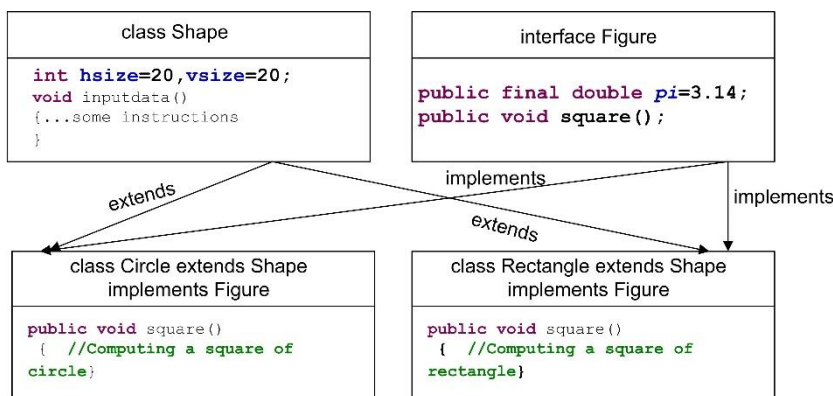 class Shape
int hsize=20,vsize=20;
void inputdata()
{...some instructions
}
interface Figure
public final double pi=3.14;
public void square();
extends
implements
extends
implements
class Circle extends Shape
implements Figure
public void square()
{ //Computing a square of
circle}
class Rectangle extends Shape
implements Figure
public void square()
{ //Computing a square of
rectangle}